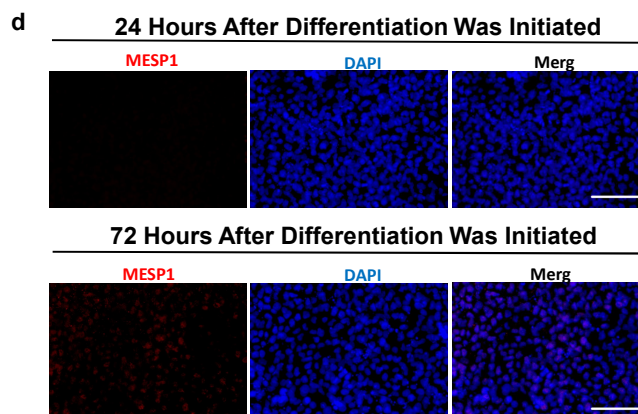 d
24 Hours After Differentiation Was Initiated
MESP1 DAPI Merg
72 Hours After Differentiation Was Initiated
MESP1 DAPI Merg